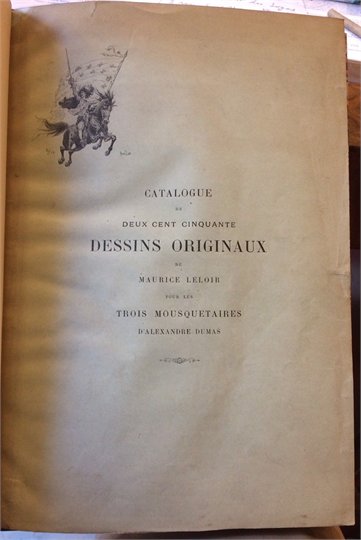 CATALOGUE
DE
DEUX CENT CINQUANTE
DESSINS ORIGINAUX
DE
MAURICE LELOIR
POUR LES
TROIS MOUSQUETAIRES
D'ALEXANDRE DUMAS